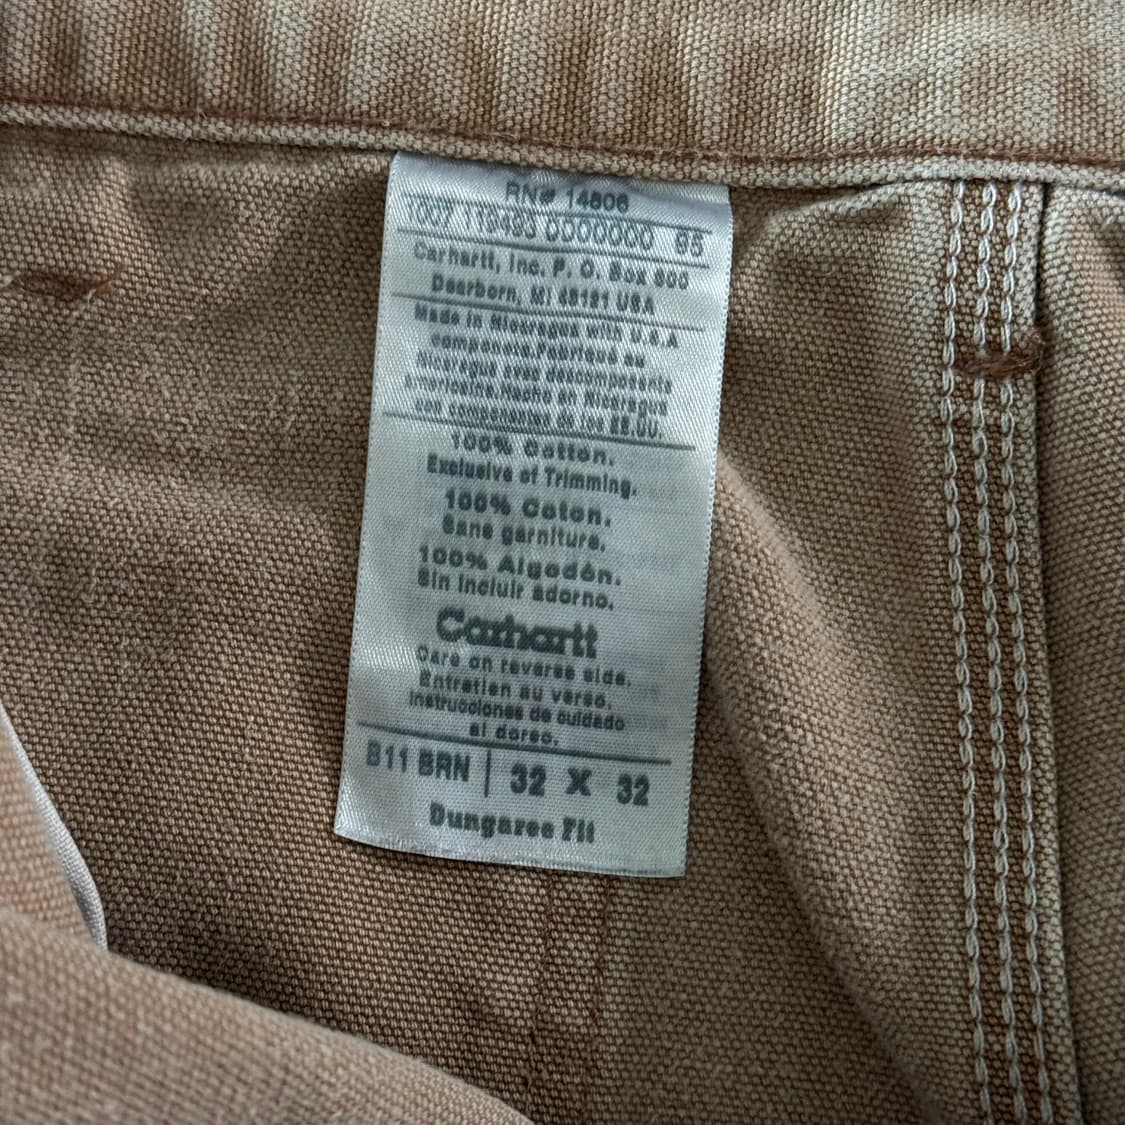 RN# 14806
1007 119493 0000000 95
Carhartt, Inc. P. O. Box 600
Dearborn, MI 48121 USA
Made in Nicaragua with U.S.A
components.Fabriqué au
Nicaragua avec descomposants
americains.Hecho en Nicaragua
con componentes de los EE.UU.
100% Cotton.
Exclusive of Trimming.
100% Coton.
Sans garniture.
100% Algodón.
Sin incluir adorno.
Carhartt
Care on reverse side.
Entretien au verso.
Instrucciones de cuidado
al dorso.
B11 BRN | 32 X 32
Dungaree Fit